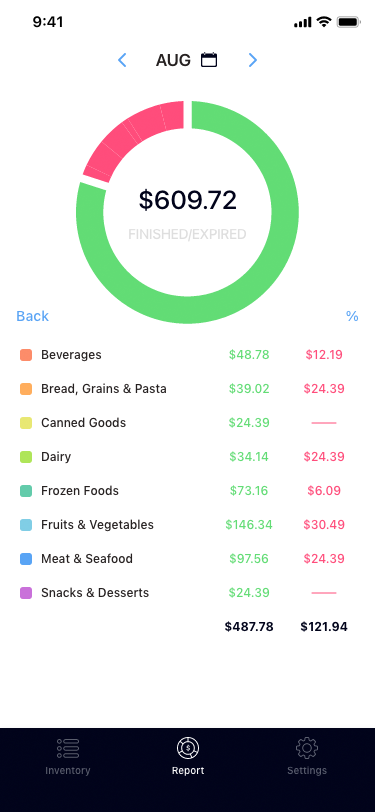 9:41
AUG
$609.72
FINISHED/EXPIRED
Back %
Beverages $48.78 $12.19
Bread, Grains & Pasta $39.02 $24.39
Canned Goods $24.39 —
Dairy $34.14 $24.39
Frozen Foods $73.16 $6.09
Fruits & Vegetables $146.34 $30.49
Meat & Seafood $97.56 $24.39
Snacks & Desserts $24.39 —
$487.78 $121.94
Inventory Report Settings